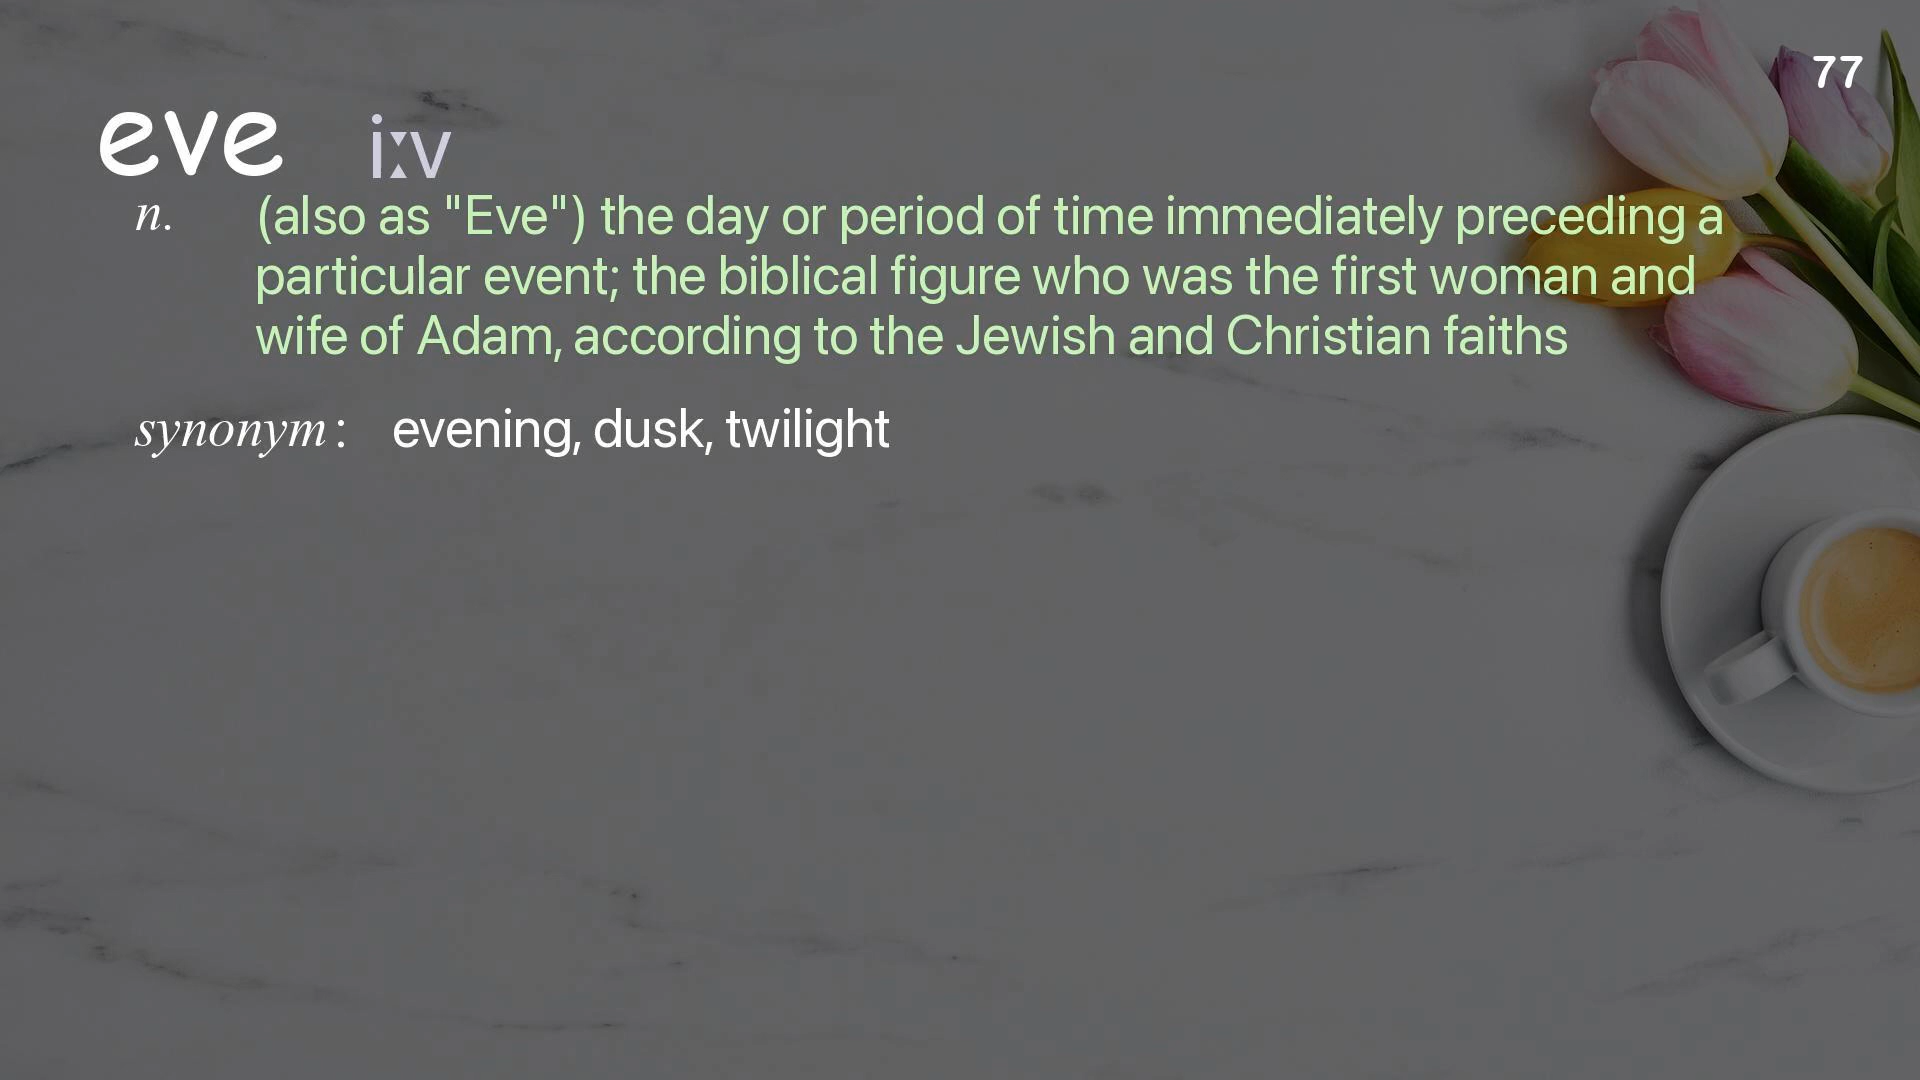 77
eve iːv
n. (also as "Eve") the day or period of time immediately preceding a
particular event; the biblical figure who was the first woman and
wife of Adam, according to the Jewish and Christian faiths
synonym: evening, dusk, twilight